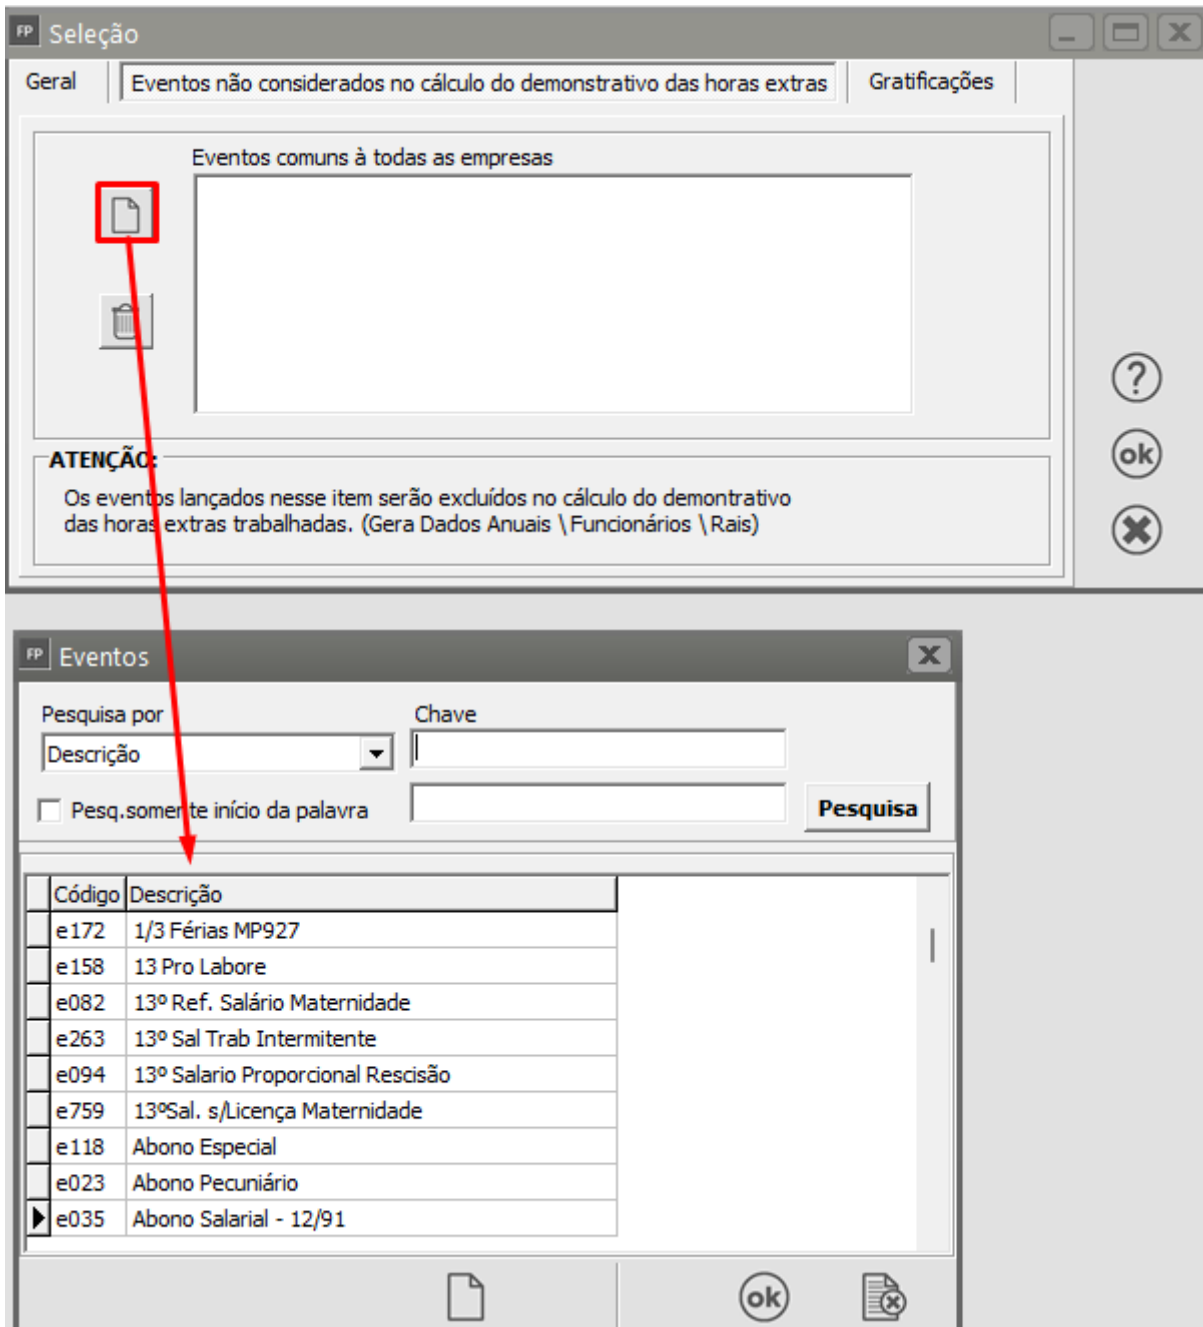 FP Seleção
Geral Eventos não considerados no cálculo do demonstrativo das horas extras Gratificações
Eventos comuns à todas as empresas
ATENÇÃO:
Os eventos lançados nesse item serão excluídos no cálculo do demontrativo
das horas extras trabalhadas. (Gera Dados Anuais \ Funcionários \ Rais)
?
ok
FP Eventos
Pesquisa por Chave
Descrição
Pesq.somente início da palavra Pesquisa
Código Descrição
e172 1/3 Férias MP927
e158 13 Pro Labore
e082 13º Ref. Salário Maternidade
e263 13º Sal Trab Intermitente
e094 13º Salario Proporcional Rescisão
e759 13ºSal. s/Licença Maternidade
e118 Abono Especial
e023 Abono Pecuniário
e035 Abono Salarial - 12/91
ok